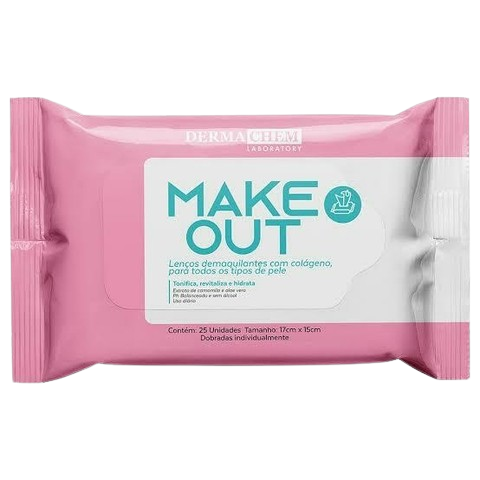 DERMACHEM
LABORATORY
MAKE
OUT
Lenços demaquilantes com colágeno,
para todos os tipos de pele
Tonifica, revitaliza e hidrata
Extrato de camomila e aloe vera
Ph Balanceado e sem álcool
Uso diário
Contém: 25 Unidades Tamanho: 17cm x 15cm
Dobradas individualmente